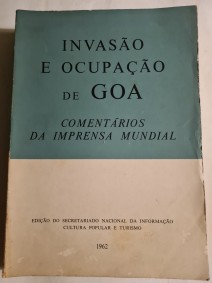 INVASÃO
E OCUPAÇÃO
DE GOA
COMENTÁRIOS
DA IMPRENSA MUNDIAL
EDIÇÃO DO SECRETARIADO NACIONAL DA INFORMAÇÃO
CULTURA POPULAR E TURISMO
1962